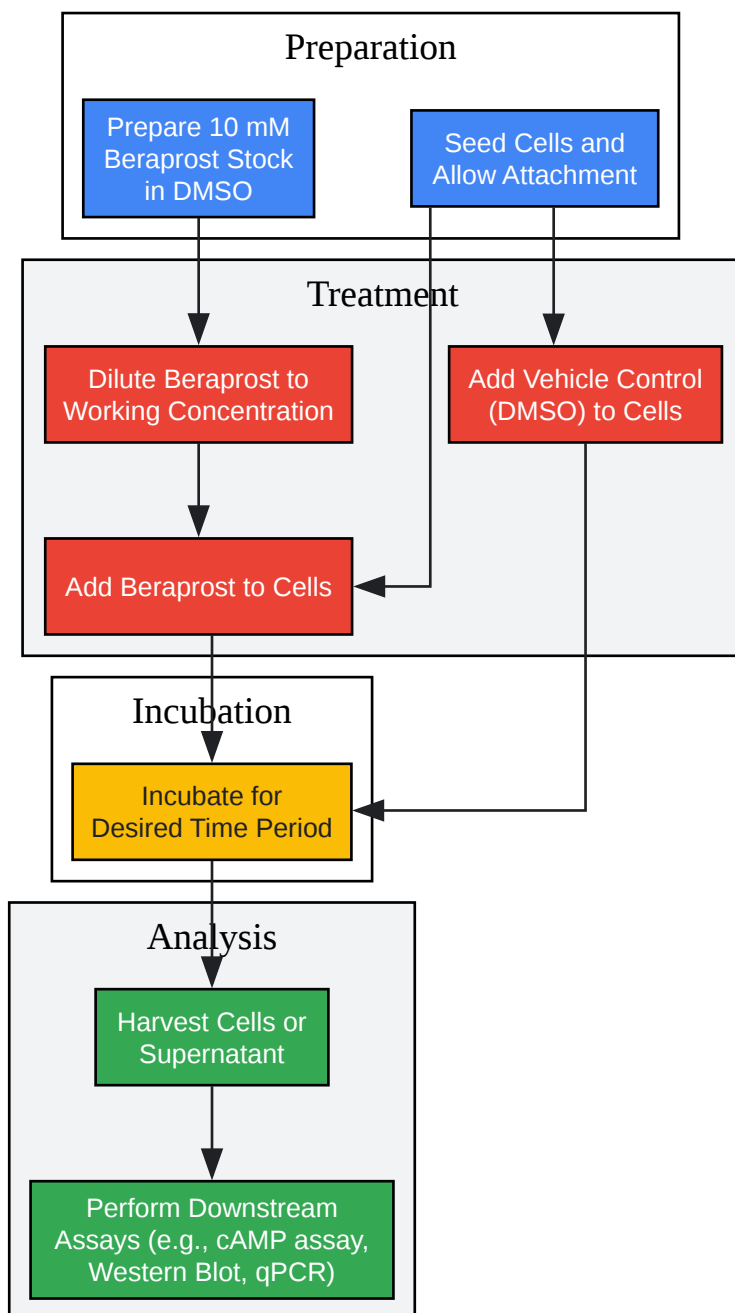 Preparation
Prepare 10 mM
Beraprost Stock
in DMSO
Seed Cells and
Allow Attachment
Treatment
Dilute Beraprost to
Working Concentration
Add Vehicle Control
(DMSO) to Cells
Add Beraprost to Cells
Incubation
Incubate for
Desired Time Period
Analysis
Harvest Cells or
Supernatant
Perform Downstream
Assays (e.g., cAMP assay,
Western Blot, qPCR)